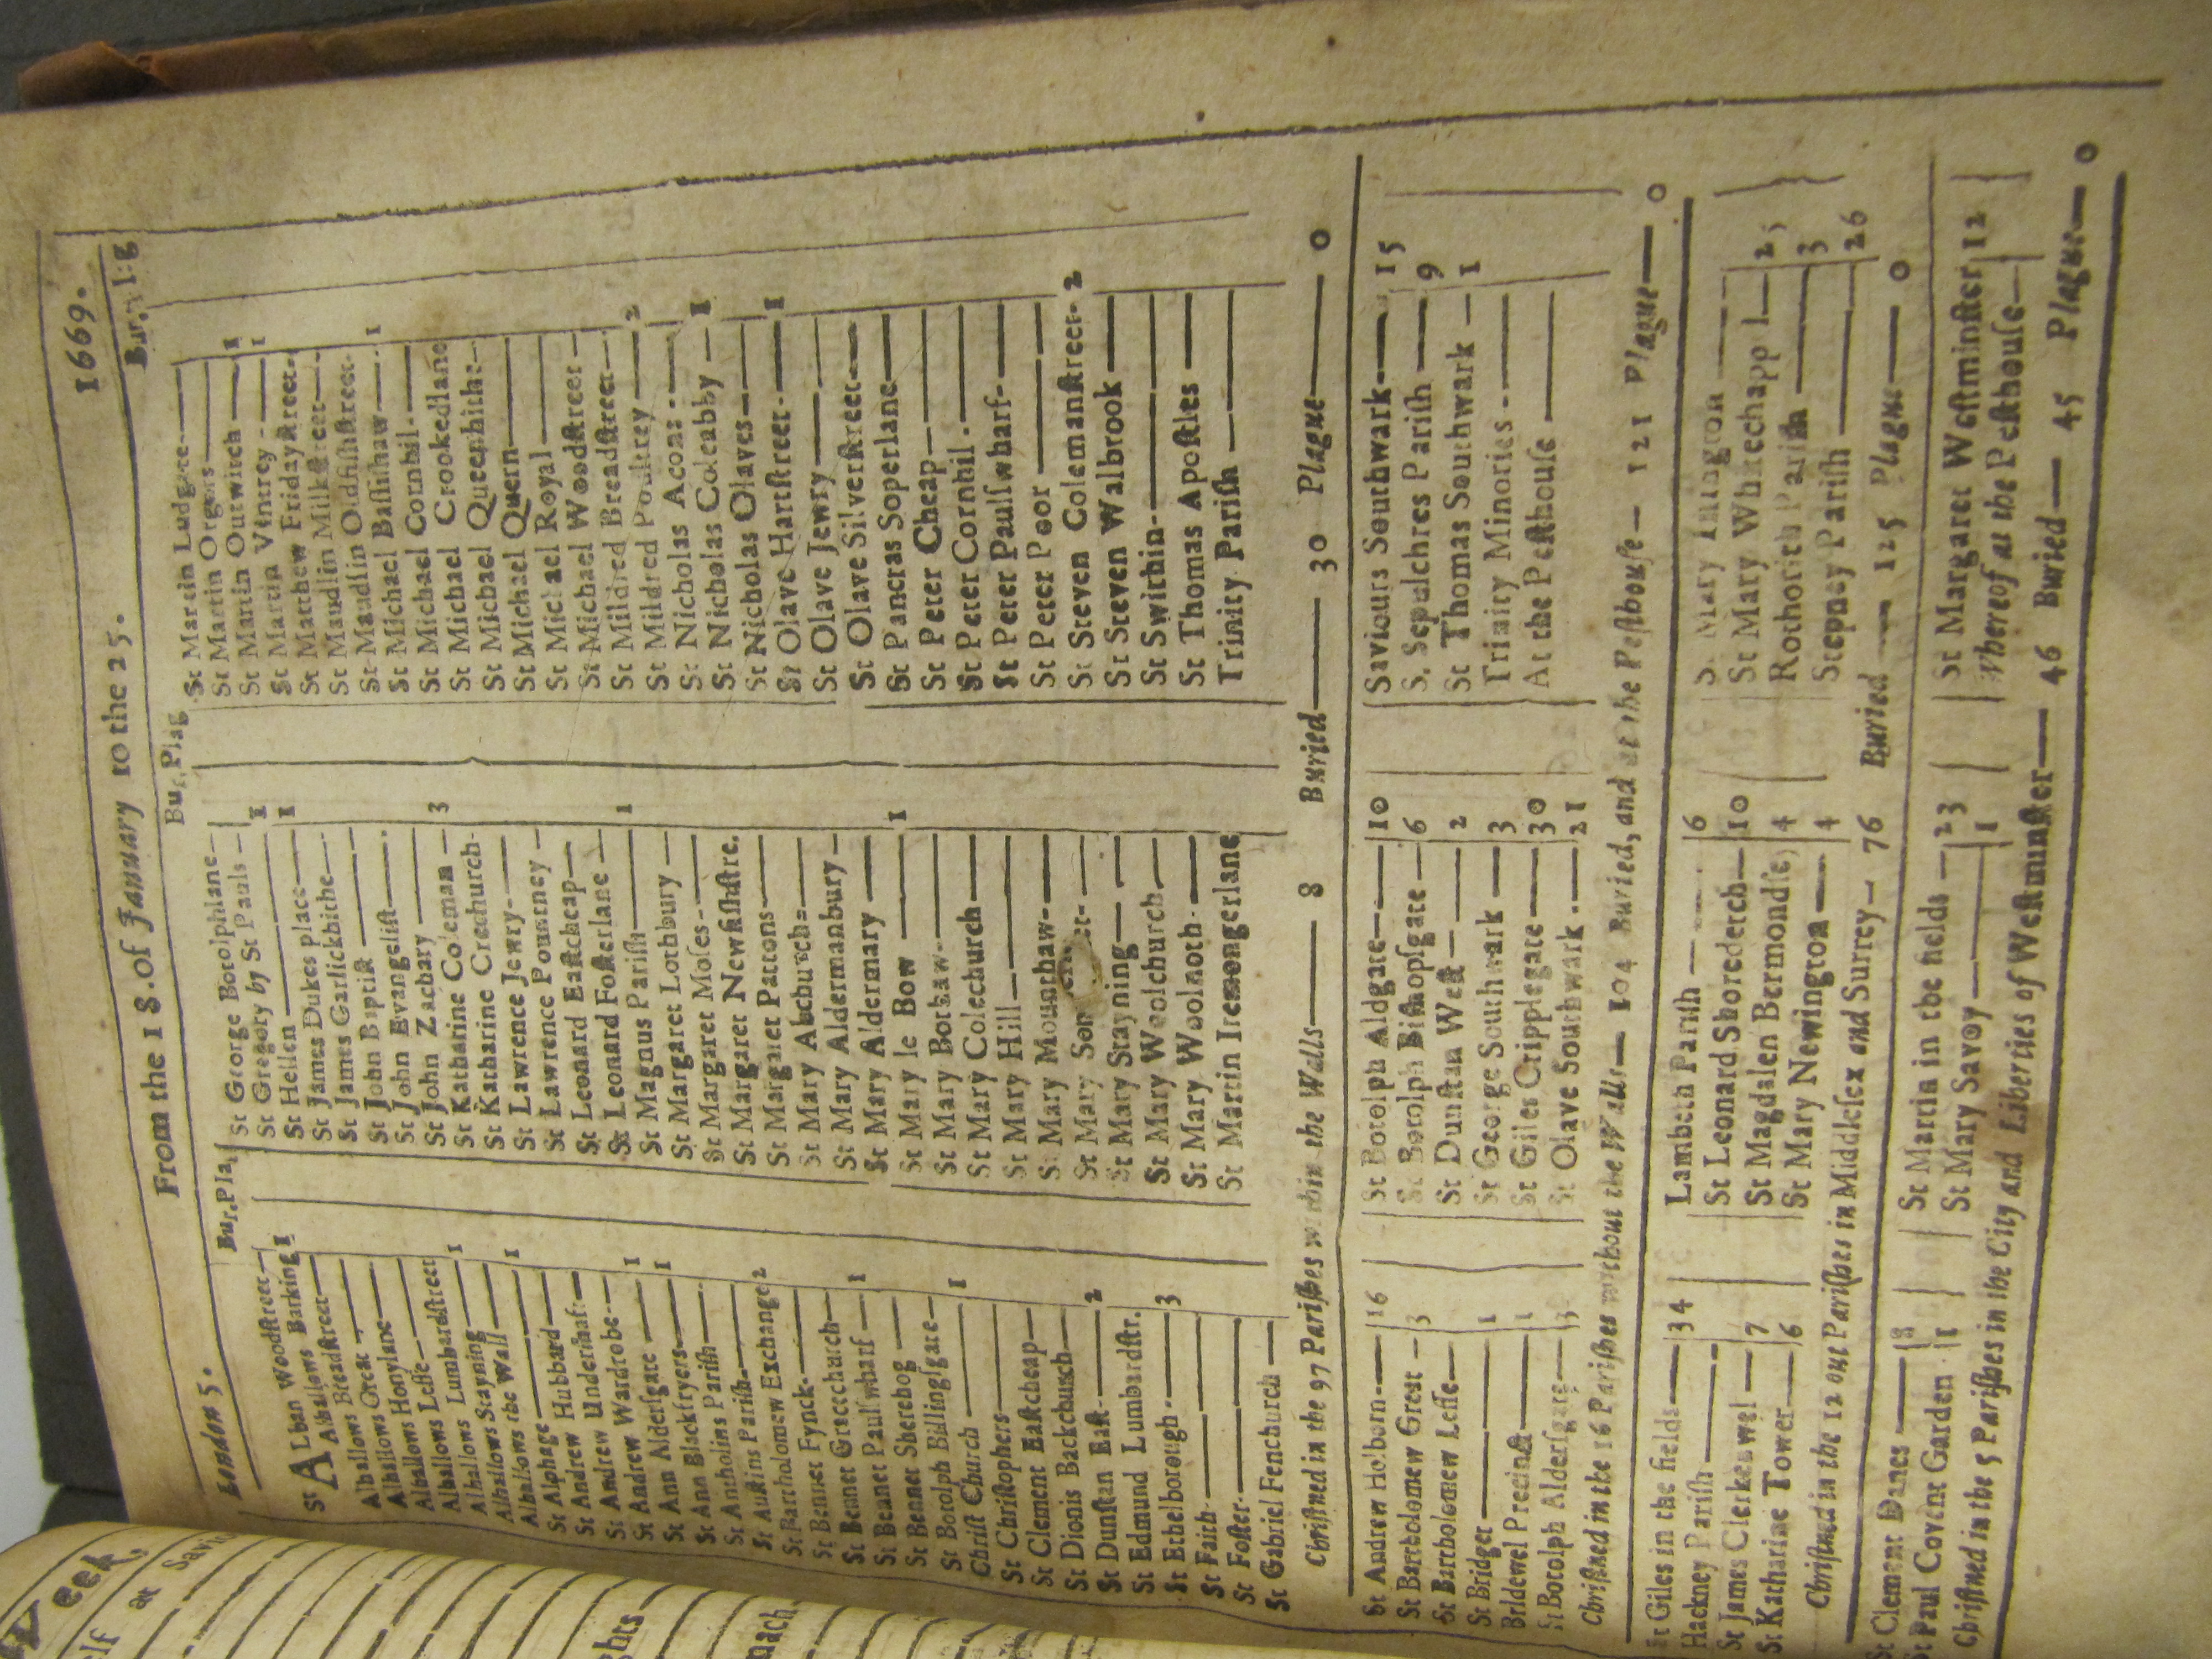 London 5. From the 18. of January to the 25. 1669.
Bur. Pla.
St ALban Woodstreet—
Alhallows Barking 1
Alhallows Breadstreet—
Alhallows Great—
Alhallows Honylane—
Alhallows Lesse—
Alhallows Lumbardstreet 1
Alhallows Stayning—
Alhallows the Wall— 1
St Alphage—
St Andrew Hubbard—
St Andrew Undershaft—
St Andrew Wardrobe— 1
St Ann Aldersgate— 1
St Ann Blackfryers—
St Antholins Parish—
St Austins Parish— 2
St Bartholomew Exchange
St Bennet Fynck—
St Bennet Gracechurch— 1
St Bennet Paulswharf—
St Bennet Sherehog—
St Botolph Billingsgate— 1
Christ Church—
St Christophers—
St Clement Eastcheap—
St Dionis Backchurch—
St Dunstan East— 2
St Edmund Lumbardstr.
St Ethelborough— 3
St Faith—
St Foster—
St Gabriel Fenchurch—
Bur. Plag
St George Botolphlane—
St Gregory by St Pauls— 1
St Hellen— 1
St James Dukes place—
St James Garlickbithe—
St John Baptist—
St John Evangelist—
St John Zachary— 3
St Katharine Coleman—
St Katharine Creechurch-
St Lawrence Jewry—
St Lawrence Pountney—
St Leonard Eastcheap—
St Leonard Fosterlane—
St Magnus Parish— 1
St Margaret Lothbury—
St Margaret Moses—
St Margaret Newfishstre.
St Margaret Pattons—
St Mary Abchurch—
St Mary Aldermanbury—
St Mary Aldermary—
St Mary le Bow— 1
St Mary Bothaw—
St Mary Colechurch—
St Mary Hill—
St Mary Mounthaw—
St Mary
St Mary Stayning—
St Mary Woolchurch—
St Mary Woolnoth—
St Martin Iremongerlane
St Martin Ludgate—
St Martin Orgars—
St Martin Outwitch— 1
St Martin Vintrey— 1
St Matthew Fridaystreet-
St Maudlin Milkstreet—
St Maudlin Oldfishstreet-
St Michael Bassishaw— 1
St Michael Cornhil—
St Michael Crookedlane
St Michael Queenhithe—
St Michael Quern—
St Michael Royal—
St Michael Woodstreet—
St Mildred Breadstreet—
St Mildred Poultrey— 2
St Nicholas Acons—
St Nicholas Coleabby— 1
St Nicholas Olaves—
St Olave Hartstreet— 1
St Olave Jewry—
St Olave Silverstreet—
St Pancras Soperlane—
St Peter Cheap—
St Peter Cornhil—
St Peter Paulswharf—
St Peter Poor—
St Steven Colemanstreet- 2
St Steven Walbrook—
St Swithin—
St Thomas Apostles—
Trinity Parish—
Christned in the 97 Parishes within the Walls— 8 Buried— 30 Plague— 0
St Andrew Holborn— 16
St Bartholomew Great— 3
St Bartholomew Lesse—
St Bridget— 1
Bridewel Precinct— 1
St Botolph Aldersgate—
St Botolph Aldgate— 10
St Botolph Bishopsgate— 6
St Dunstan West— 2
St George Southwark— 3
St Giles Cripplegate— 30
St Olave Southwark— 21
Saviours Southwark— 15
S. Sepulchres Parish— 9
St Thomas Southwark— 1
Trinity Minories—
At the Pesthouse—
Christned in the 16 Parishes without the Walls— 104 Buried, and at the Pesthouse— 121 Plague— 0
St Giles in the fields— 34
Hackney Parish—
St James Clerkenwel— 7
St Katharine Tower— 6
Lambeth Parish— 6
St Leonard Shoreditch— 10
St Magdalen Bermondsie 4
St Mary Newington— 4
St Mary Islington—
St Mary Whitechappl— 25
Rothorith Parish— 3
Stepney Parish— 26
Christned in the 12 out Parishes in Middlesex and Surrey— 76 Buried— 125 Plague— 0
St Clement Danes—
St Paul Covent Garden
St Martin in the fields— 23
St Mary Savoy— 1
St Margaret Westminster 12
Whereof at the Pesthouse—
Christned in the 5 Parishes in the City and Liberties of Westminster— 46 Buried— 45 Plague— 0